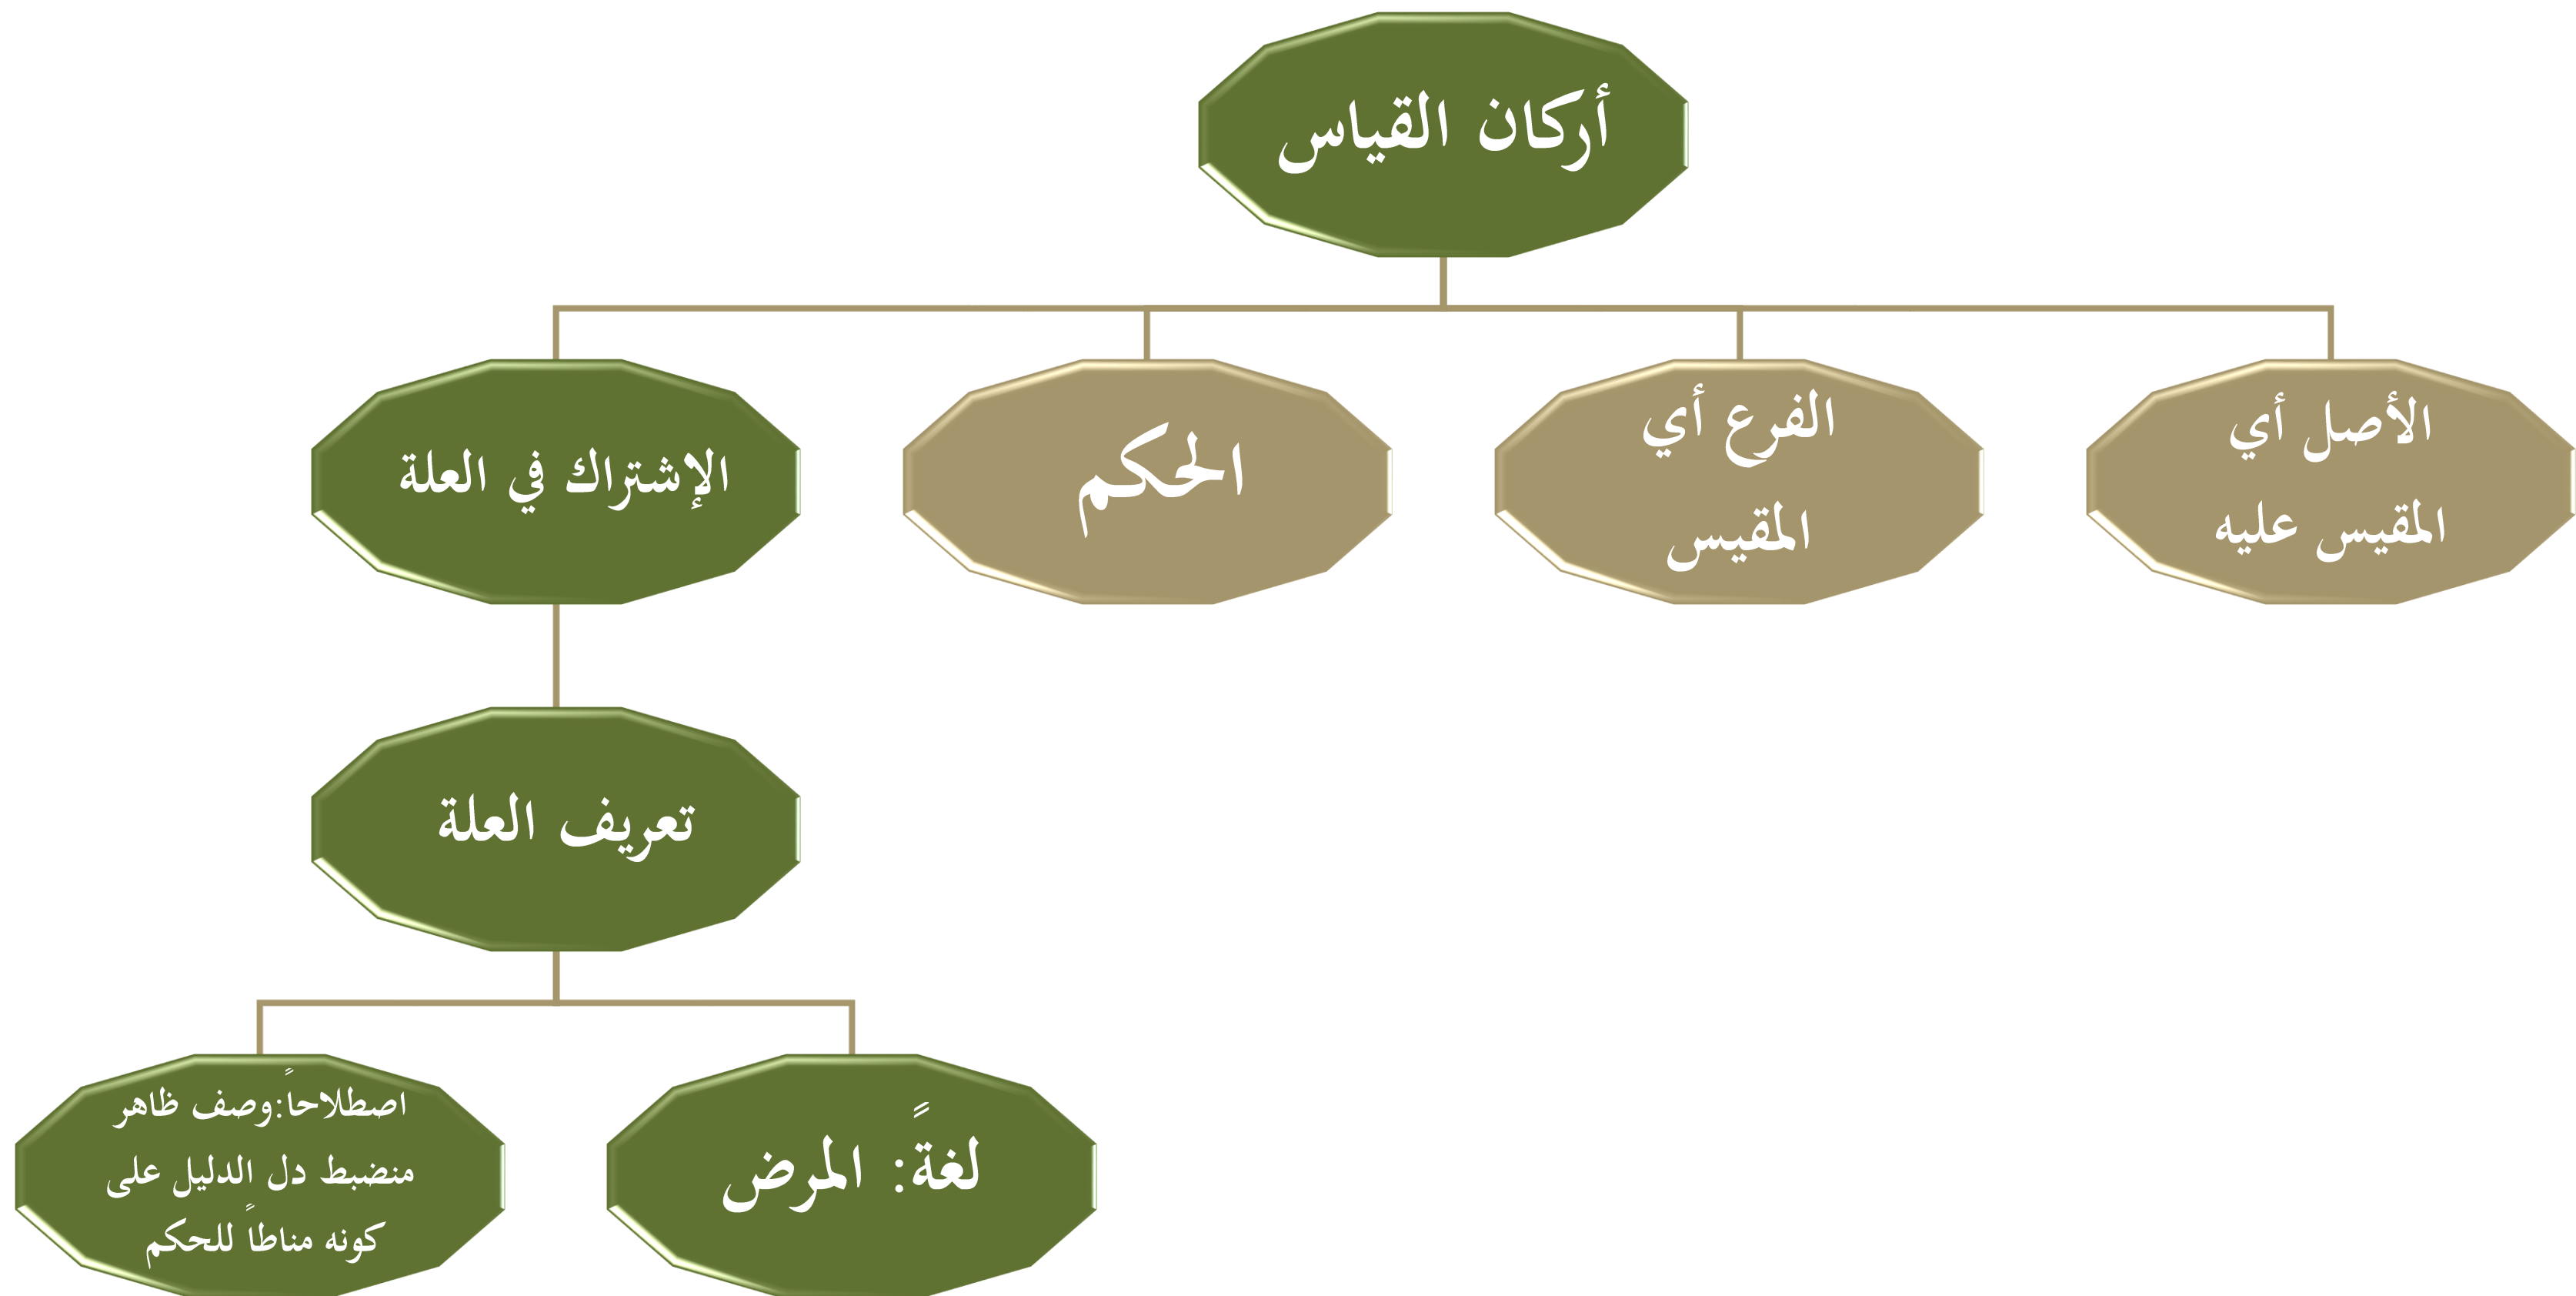 أركان القياس
الأصل أي
المقيس عليه
الفرع أي
المقيس
الحكم
الإشتراك في العلة
تعريف العلة
لغةً: المرض
اصطلاحاً:وصف ظاهر
منضبط دل الدليل على
كونه مناطاً للحكم